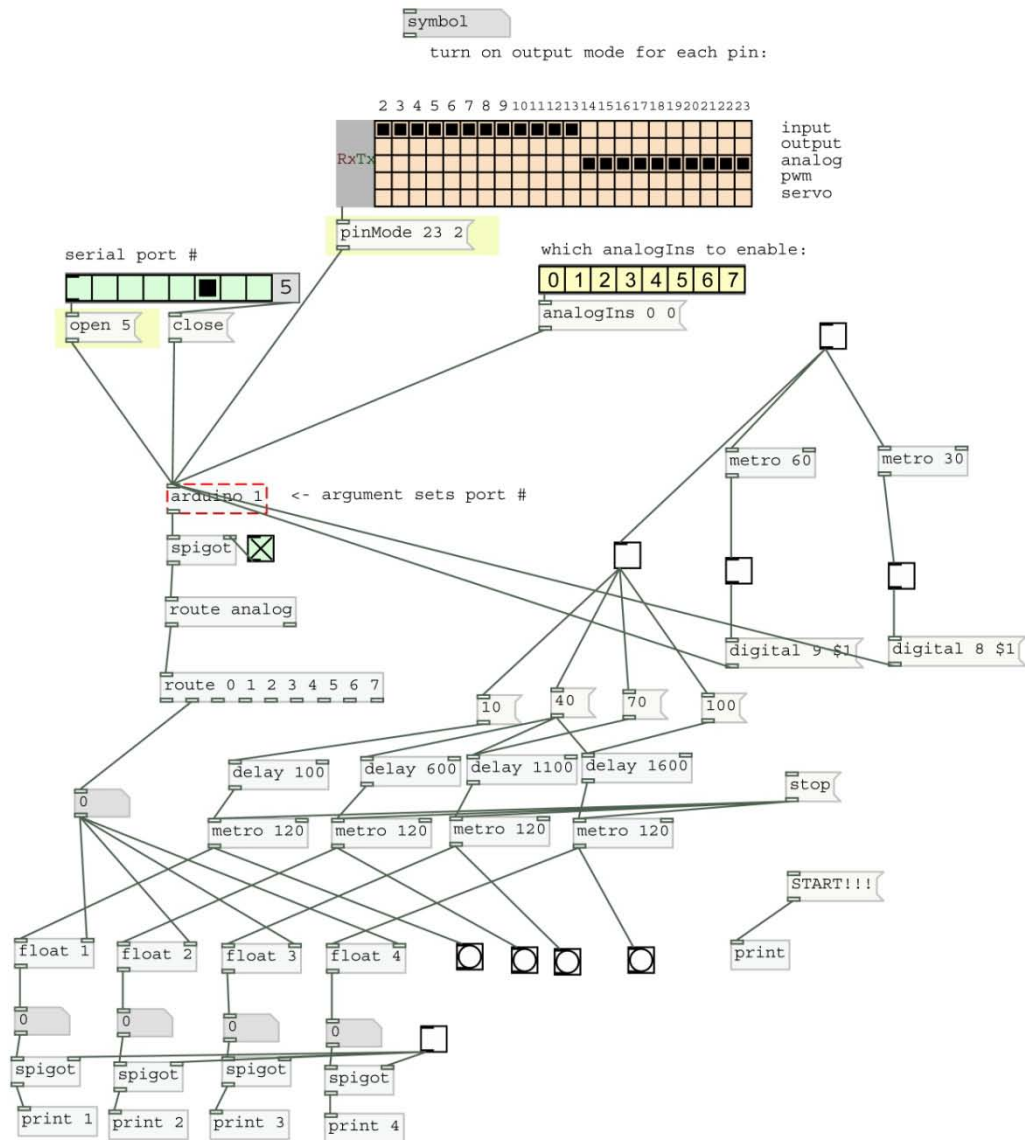 symbol
turn on output mode for each pin:
2 3 4 5 6 7 8 9 10 11 12 13 14 15 16 17 18 19 20 21 22 23
input
output
RxTx analog
pwm
servo
pinMode 23 2
serial port #
which analogIns to enable:
5
0 1 2 3 4 5 6 7
open 5 close analogIns 0 0
metro 60 metro 30
arduino 1 <- argument sets port #
spigot
route analog
digital 9 $1 digital 8 $1
route 0 1 2 3 4 5 6 7
10 40 70 100
delay 100 delay 600 delay 1100 delay 1600
stop
0
metro 120 metro 120 metro 120 metro 120
START!!!
float 1 float 2 float 3 float 4 print
0 0 0 0
spigot spigot spigot spigot
print 1 print 2 print 3 print 4